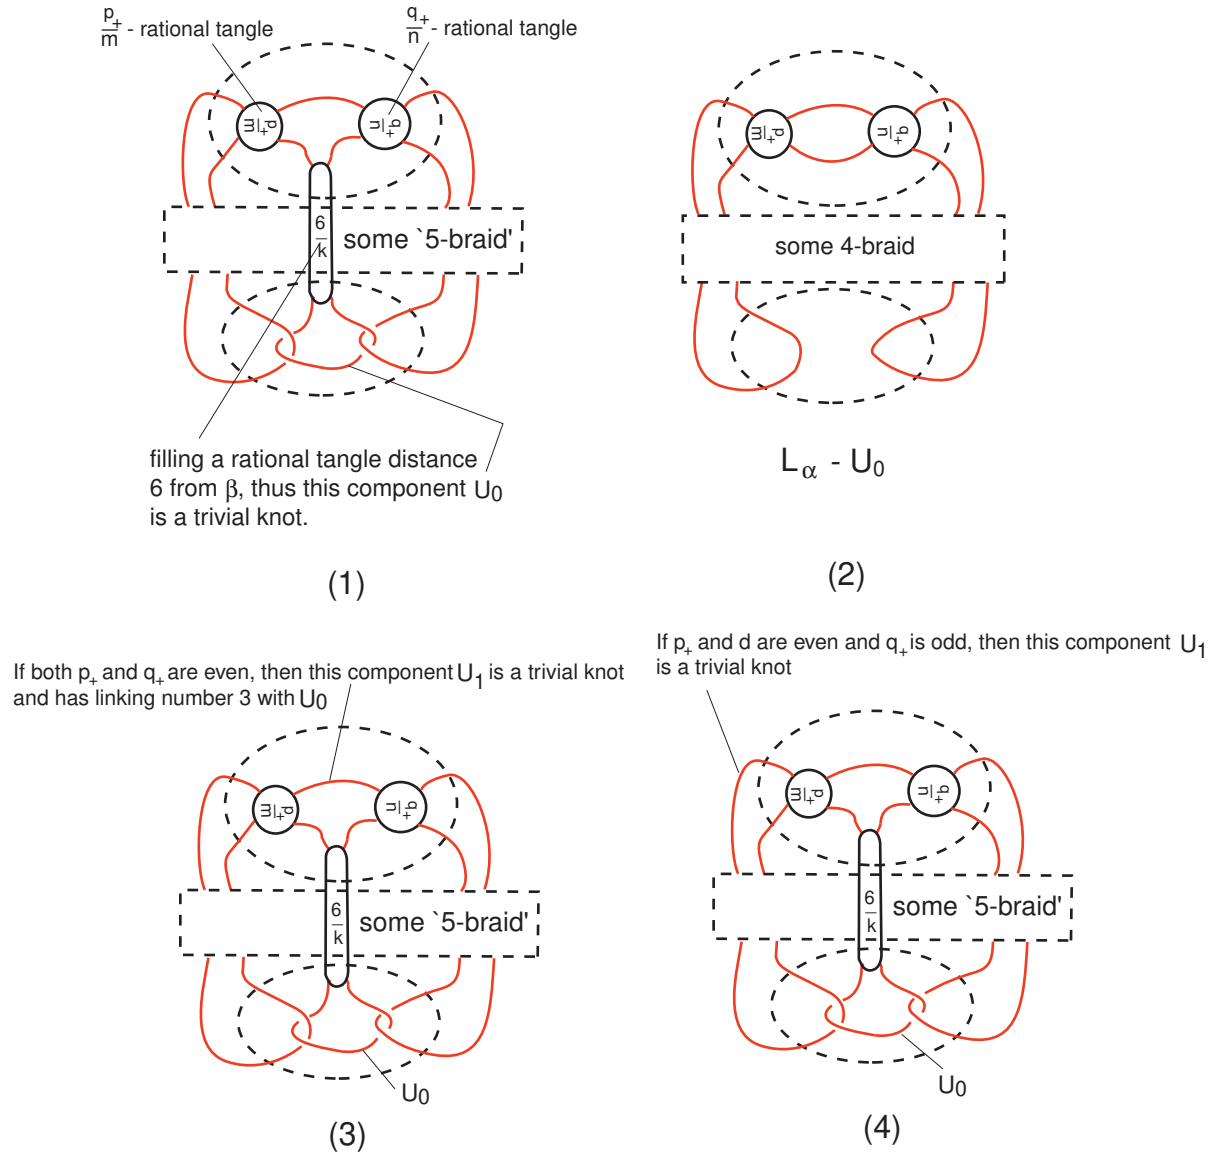 p+/m - rational tangle
q+/n - rational tangle
p+/m
q+/n
6/k
some `5-braid'
filling a rational tangle distance
6 from β, thus this component U0
is a trivial knot.
(1)
p+/m
q+/n
some 4-braid
Lα - U0
(2)
If both p+ and q+ are even, then this component U1 is a trivial knot
and has linking number 3 with U0
p+/m
q+/n
6/k
some `5-braid'
U0
(3)
If p+ and d are even and q+ is odd, then this component U1
is a trivial knot
p+/m
q+/n
6/k
some `5-braid'
U0
(4)